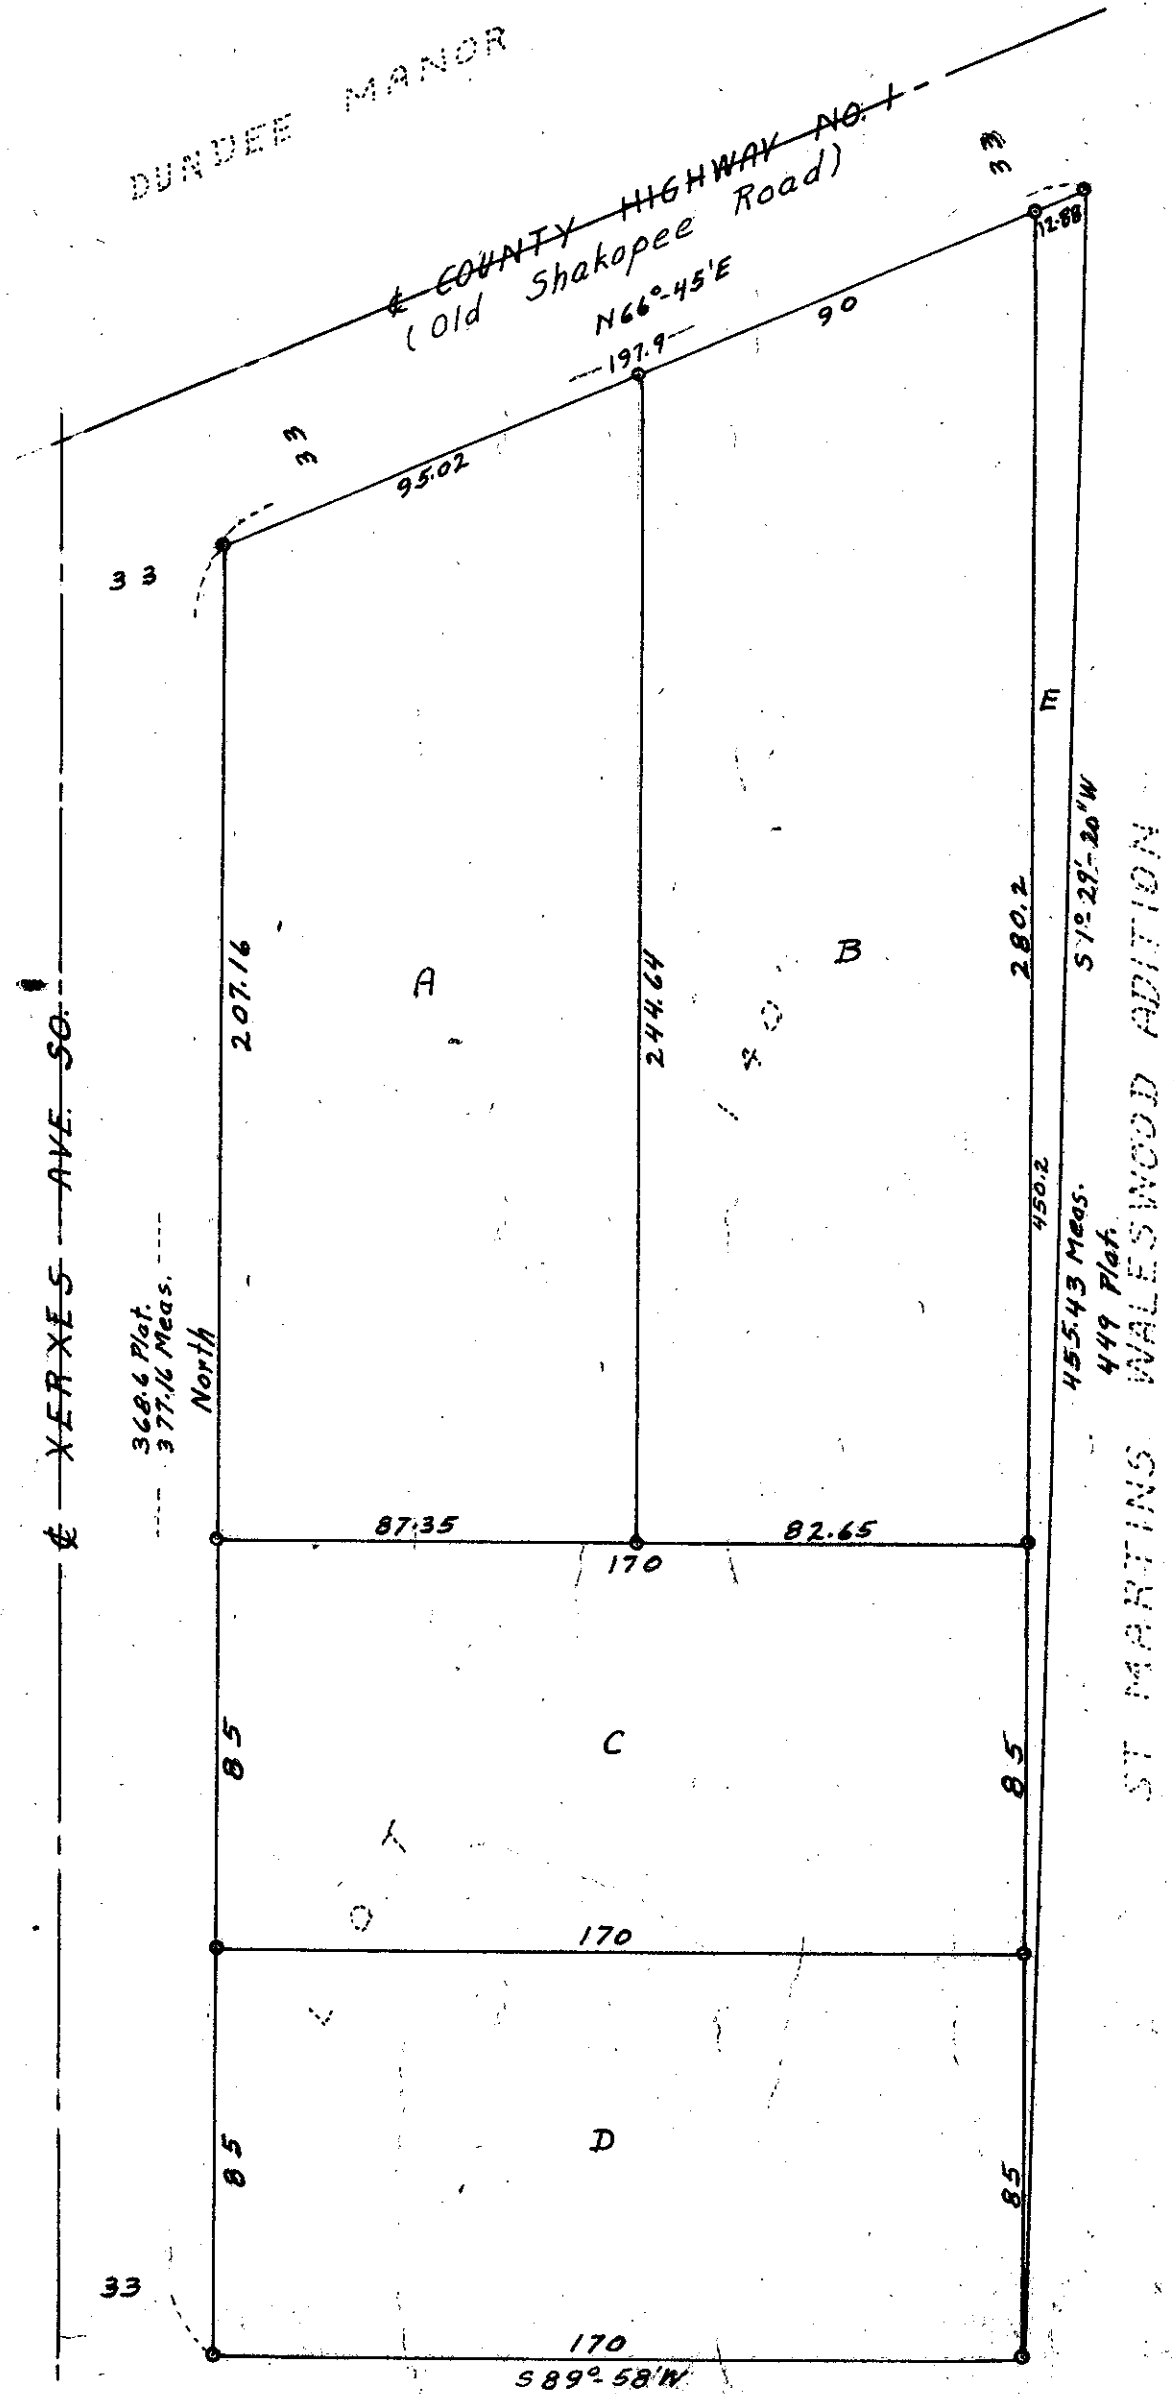 DUNDEE MANOR
℄ COUNTY HIGHWAY NO. 1
(Old Shakopee Road)
N66°-45'E
33
12.88
—197.9—
90
33
95.02
33
E
S1°-29'-20"W
280.2
207.16
A
B
244.64
℄ XERXES AVE. SO.
450.2
455.43 Meas.
449 Plat.
368.6 Plat.
377.16 Meas.
North
ST MARTINS WALESWOOD ADITION
87.35
82.65
170
85
C
85
170
85
D
85
33
170
S89°-58'W